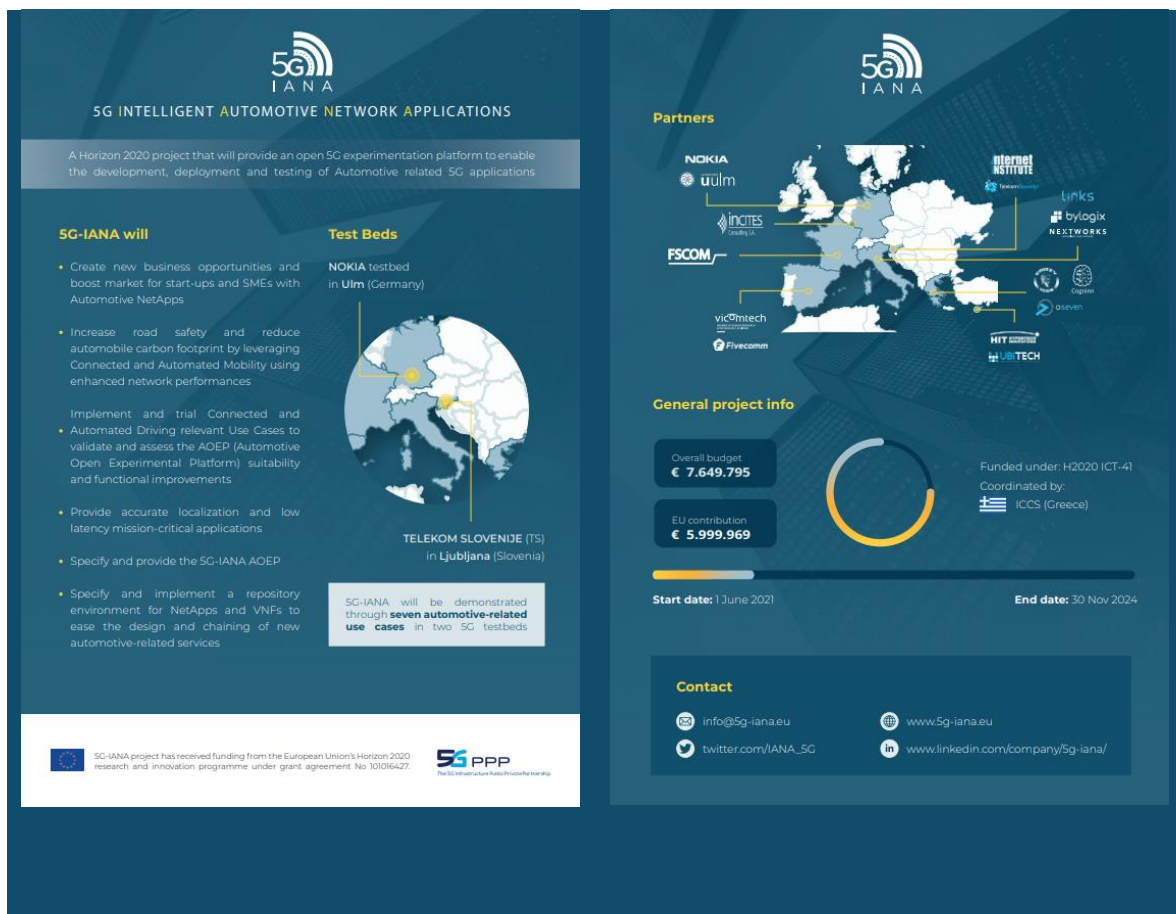 5G
IANA
5G INTELLIGENT AUTOMOTIVE NETWORK APPLICATIONS
A Horizon 2020 project that will provide an open 5G experimentation platform to enable
the development, deployment and testing of Automotive related 5G applications
5G-IANA will
• Create new business opportunities and
boost market for start-ups and SMEs with
Automotive NetApps
• Increase road safety and reduce
automobile carbon footprint by leveraging
Connected and Automated Mobility using
enhanced network performances
Implement and trial Connected and
• Automated Driving relevant Use Cases to
validate and assess the AOEP (Automotive
Open Experimental Platform) suitability
and functional improvements
• Provide accurate localization and low
latency mission-critical applications
• Specify and provide the 5G-IANA AOEP
• Specify and implement a repository
environment for NetApps and VNFs to
ease the design and chaining of new
automotive-related services
Test Beds
NOKIA testbed
in Ulm (Germany)
TELEKOM SLOVENIJE (TS)
in Ljubljana (Slovenia)
5G-IANA will be demonstrated
through seven automotive-related
use cases in two 5G testbeds
5G-IANA project has received funding from the European Union's Horizon 2020
research and innovation programme under grant agreement No 101016427.
5G PPP
The 5G Infrastructure Public Private Partnership
5G
IANA
Partners
NOKIA
uulm
INCITES
Consulting S.A.
FSCOM
vicomtech
Fivecomm
nternet
NSTITUTE
TelekomSlovenije
Links
bylogix
NEXTWORKS
Cogninn
aseven
HIT
UBITECH
General project info
Overall budget
€ 7.649.795
EU contribution
€ 5.999.969
Funded under: H2020 ICT-41
Coordinated by:
ICCS (Greece)
Start date: 1 June 2021
End date: 30 Nov 2024
Contact
info@5g-iana.eu
www.5g-iana.eu
twitter.com/IANA_5G
in www.linkedin.com/company/5g-iana/